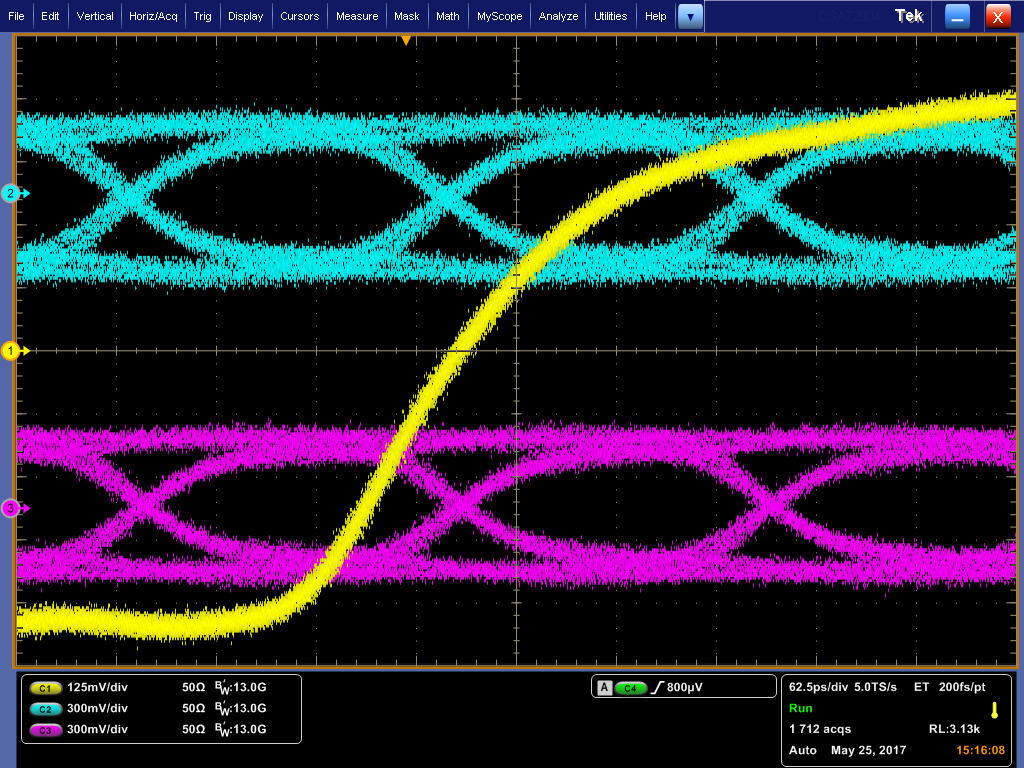 File Edit Vertical Horiz/Acq Trig Display Cursors Measure Mask Math MyScope Analyze Utilities Help Tek X
2
1
3
C1 125mV/div 50Ω B'W:13.0G
C2 300mV/div 50Ω B'W:13.0G
C3 300mV/div 50Ω B'W:13.0G
A C4 800µV
62.5ps/div 5.0TS/s ET 200fs/pt
Run
1 712 acqs RL:3.13k
Auto May 25, 2017 15:16:08